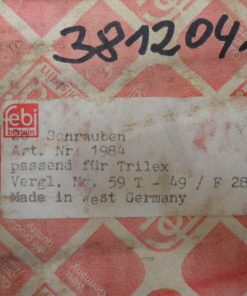 381204
febi
bilstein
20 Schrauben
Art. Nr 1984
passend für Trilex
Vergl. Nr. 59 T - 49 / F 28
Made in West Germany